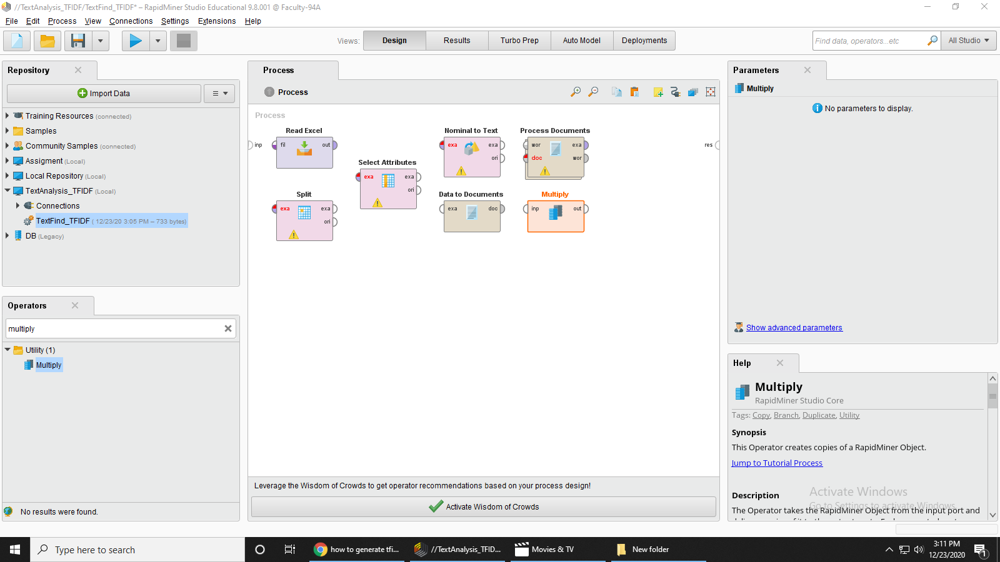 //TextAnalysis_TFIDF/TextFind_TFIDF* – RapidMiner Studio Educational 9.8.001 @ Faculty-94A
File Edit Process View Connections Settings Extensions Help
Views: Design Results Turbo Prep Auto Model Deployments
Find data, operators...etc
All Studio
Repository
Import Data
Training Resources (connected)
Samples
Community Samples (connected)
Assigment (Local)
Local Repository (Local)
TextAnalysis_TFIDF (Local)
Connections
TextFind_TFIDF ( 12/23/20 3:05 PM – 733 bytes)
DB (Legacy)
Operators
multiply
Utility (1)
Multiply
No results were found.
Process
Process
Process
inp
Read Excel
fil out
Select Attributes
exa exa
ori
Split
exa exa
ori
Nominal to Text
exa exa
ori
Process Documents
wor exa
doc wor
Data to Documents
exa doc
Multiply
inp out
res
Leverage the Wisdom of Crowds to get operator recommendations based on your process design!
Activate Wisdom of Crowds
Parameters
Multiply
No parameters to display.
Show advanced parameters
Help
Multiply
RapidMiner Studio Core
Tags: Copy, Branch, Duplicate, Utility
Synopsis
This Operator creates copies of a RapidMiner Object.
Jump to Tutorial Process
Description
The Operator takes the RapidMiner Object from the input port and
Activate Windows
Go to Settings to activate Windows.
Type here to search
how to generate tfi...
//TextAnalysis_TFID...
Movies & TV
New folder
3:11 PM
12/23/2020
1